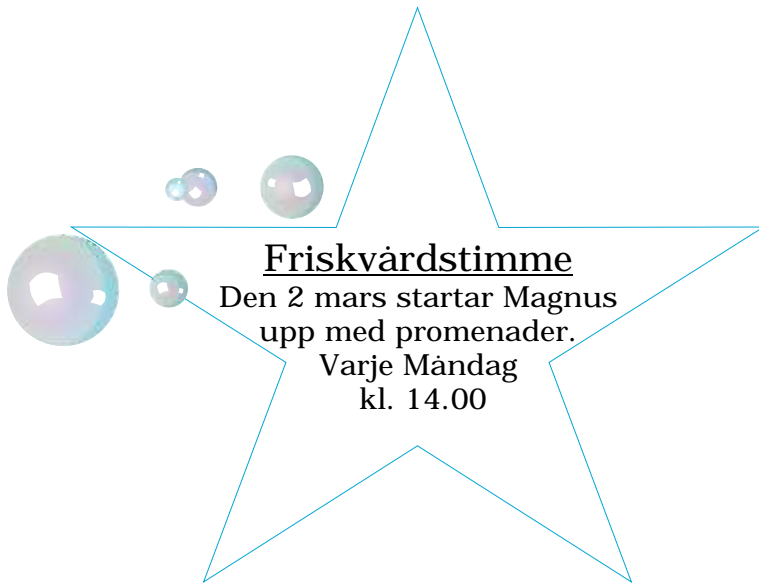 Friskvårdstimme
Den 2 mars startar Magnus
upp med promenader.
Varje Måndag
kl. 14.00